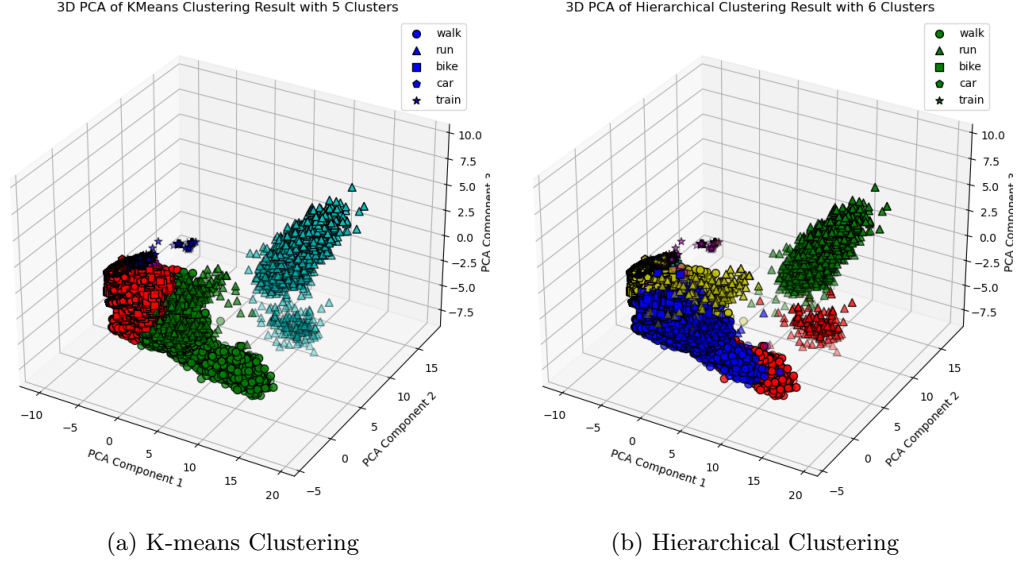 3D PCA of KMeans Clustering Result with 5 Clusters
walk
run
bike
car
train
10.0
7.5
5.0
2.5
0.0
−2.5
−5.0
−7.5
PCA Component 3
15
10
5
0
−5
PCA Component 2
−10
−5
0
5
10
15
20
PCA Component 1
(a) K-means Clustering
3D PCA of Hierarchical Clustering Result with 6 Clusters
walk
run
bike
car
train
10.0
7.5
5.0
2.5
0.0
−2.5
−5.0
−7.5
PCA Component 3
15
10
5
0
−5
PCA Component 2
−10
−5
0
5
10
15
20
PCA Component 1
(b) Hierarchical Clustering